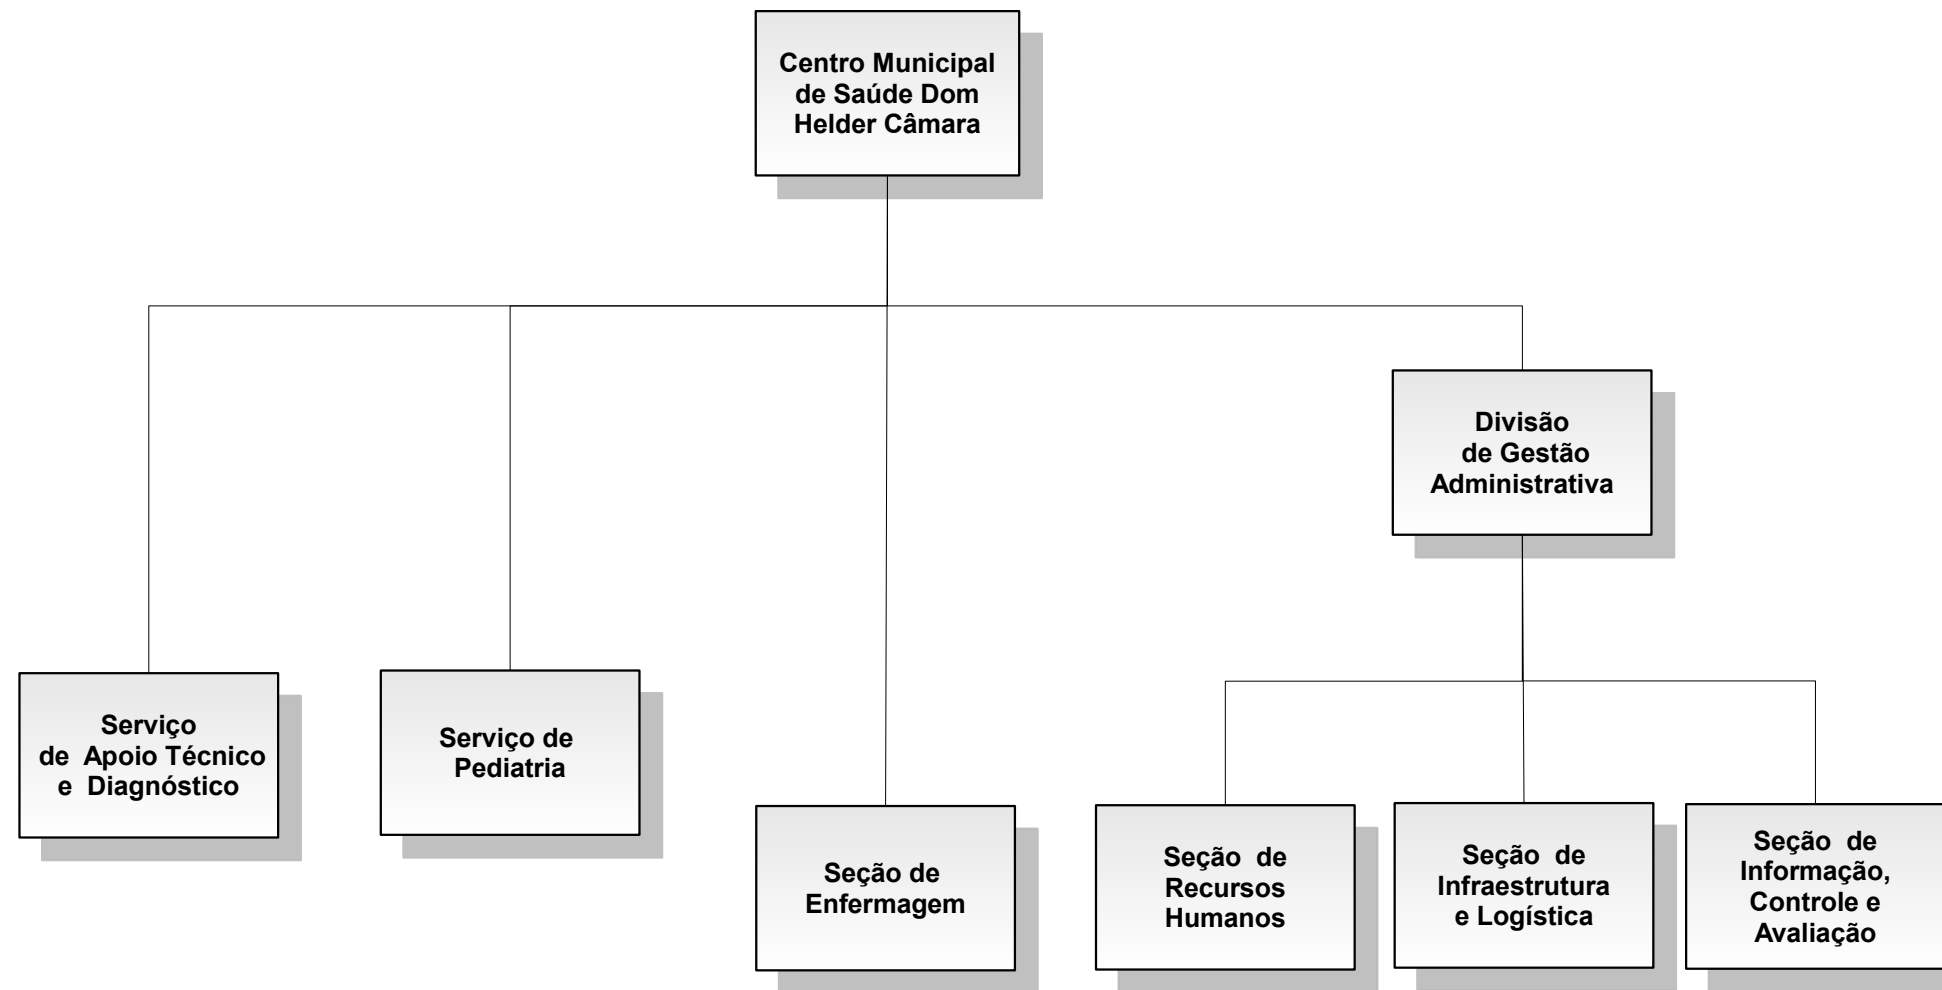 Centro Municipal
de Saúde Dom
Helder Câmara
Divisão
de Gestão
Administrativa
Serviço
de Apoio Técnico
e Diagnóstico
Serviço de
Pediatria
Seção de
Enfermagem
Seção de
Recursos
Humanos
Seção de
Infraestrutura
e Logística
Seção de
Informação,
Controle e
Avaliação